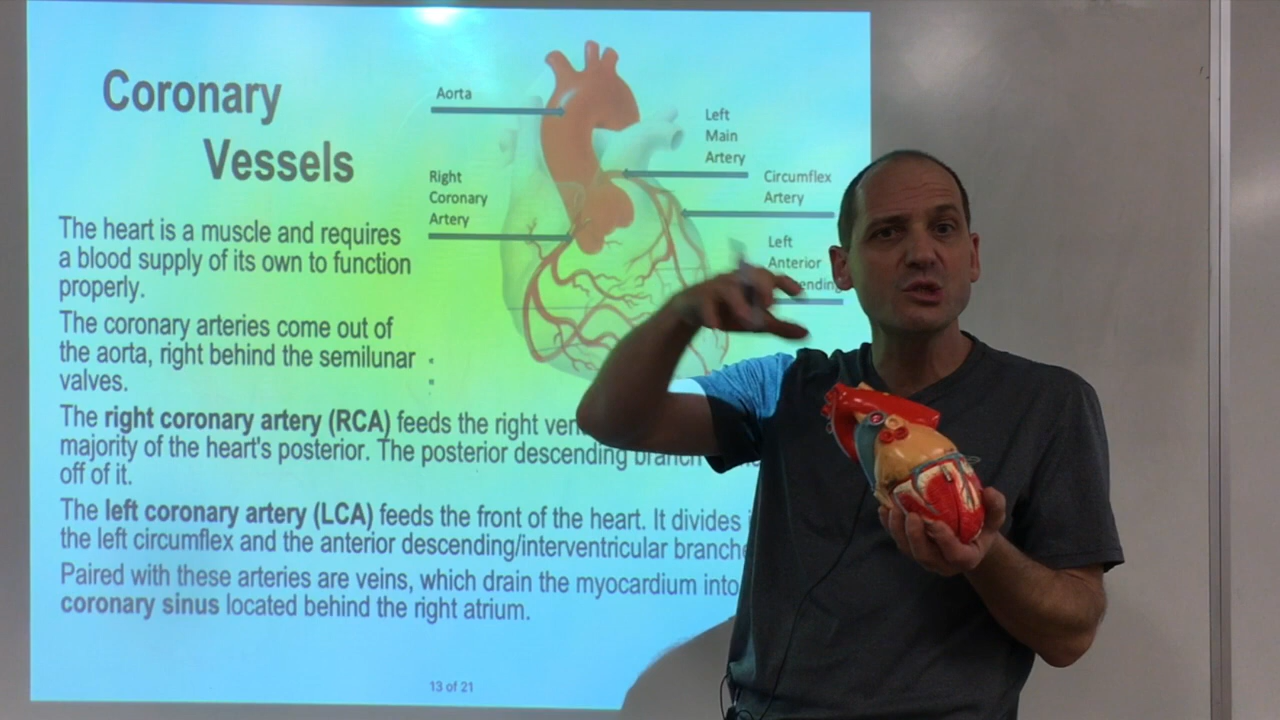 Coronary
Vessels
Aorta
Left
Main
Artery
Right
Coronary
Artery
Circumflex
Artery
Left
Anterior
ending
The heart is a muscle and requires
a blood supply of its own to function
properly.
The coronary arteries come out of
the aorta, right behind the semilunar
valves.
The right coronary artery (RCA) feeds the right
majority of the heart's posterior. The posterior descending branch
off of it.
The left coronary artery (LCA) feeds the front of the heart. It divides
the left circumflex and the anterior descending/interventricular branche
Paired with these arteries are veins, which drain the myocardium into
coronary sinus located behind the right atrium.
13 of 21